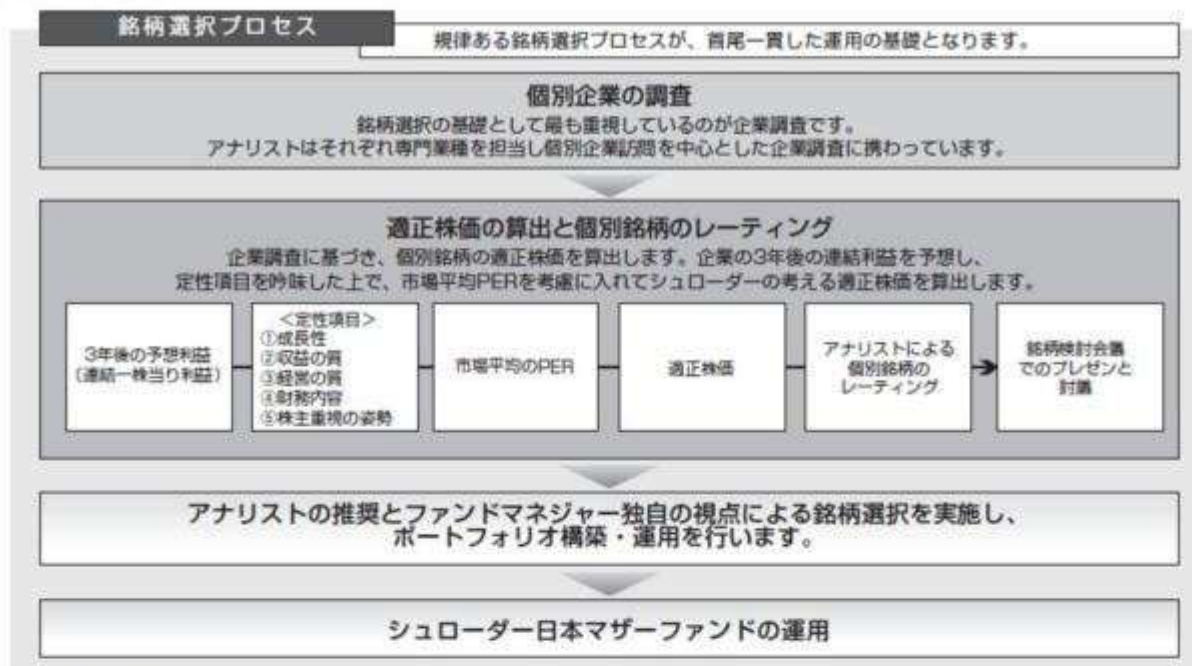 銘柄選択プロセス
規律ある銘柄選択プロセスが、首尾一貫した運用の基礎となります。
個別企業の調査
銘柄選択の基礎として最も重視しているのが企業調査です。
アナリストはそれぞれ専門業種を担当し個別企業訪問を中心とした企業調査に携わっています。
適正株価の算出と個別銘柄のレーティング
企業調査に基づき、個別銘柄の適正株価を算出します。企業の3年後の連結利益を予想し、
定性項目を吟味した上で、市場平均PERを考慮に入れてシュローダーの考える適正株価を算出します。
3年後の予想利益
(連結一株当り利益)
＜定性項目＞
①成長性
②収益の質
③経営の質
④財務内容
⑤株主重視の姿勢
市場平均のPER
適正株価
アナリストによる
個別銘柄の
レーティング
銘柄検討会議
でのプレゼンと
討議
アナリストの推奨とファンドマネジャー独自の視点による銘柄選択を実施し、
ポートフォリオ構築・運用を行います。
シュローダー日本マザーファンドの運用